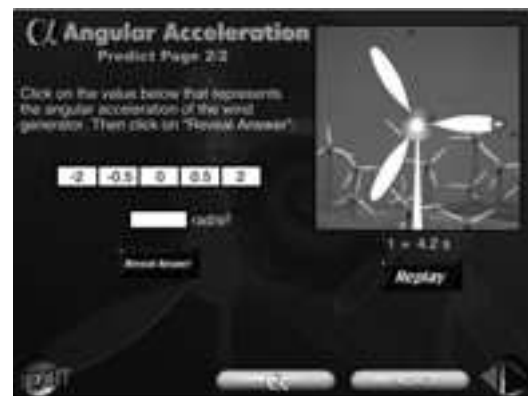 α Angular Acceleration
Predict Page 2/2
Click on the value below that represents
the angular acceleration of the wind
generator. Then click on "Reveal Answer"
-2 -0.5 0 0.5 2
rad/s²
Reveal Answer
t = 4.2 s
Replay